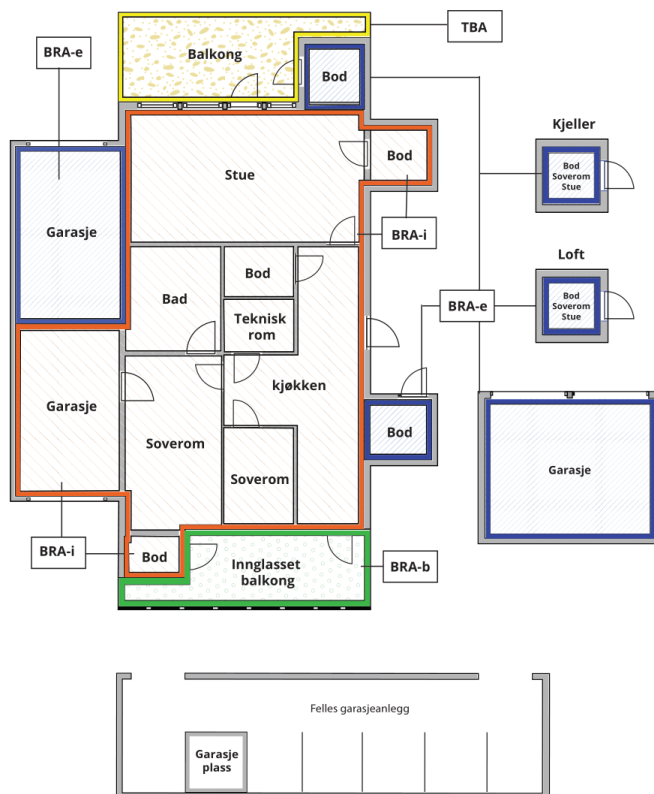 TBA
BRA-e
Balkong
Bod
Kjeller
Stue
Bod
Bod
Soverom
Stue
Garasje
BRA-i
Loft
Bod
Bad
BRA-e
Bod
Soverom
Stue
Teknisk
rom
kjøkken
Garasje
Soverom
Bod
Garasje
Soverom
BRA-i
Bod
Innglasset
balkong
BRA-b
Felles garasjeanlegg
Garasje
plass